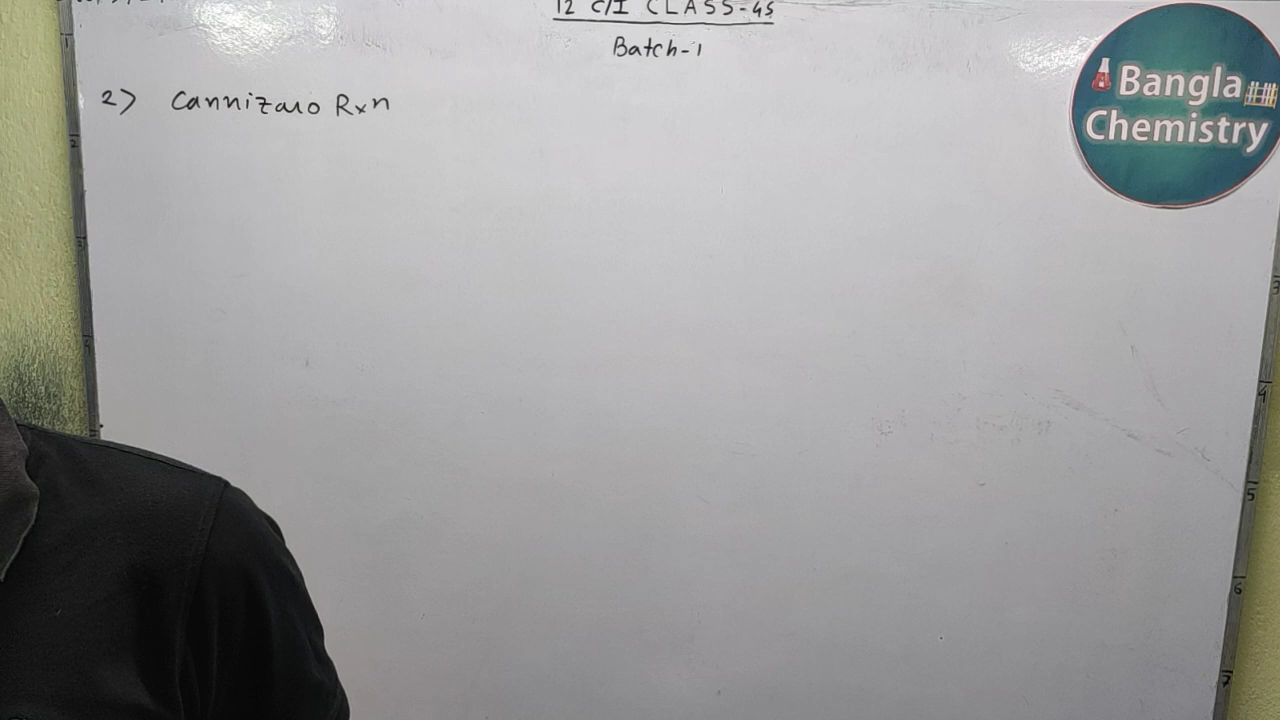 12 C/I CLASS-45
Batch-1
2) Cannizaro Rxn
Bangla
Chemistry